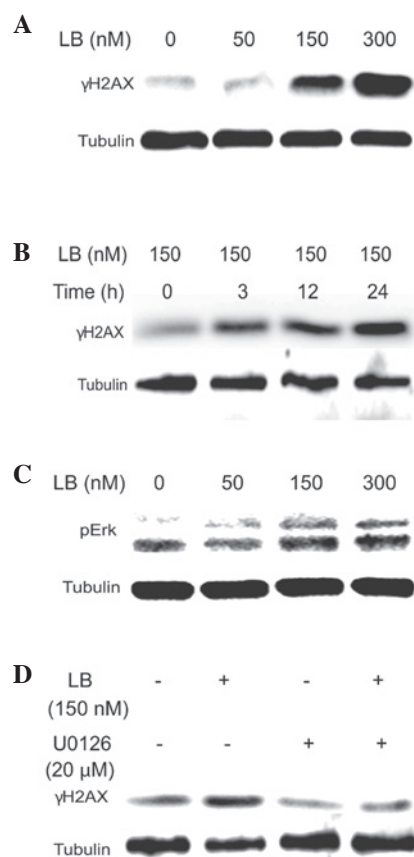 A
LB (nM) 0 50 150 300
γH2AX
Tubulin
B
LB (nM) 150 150 150 150
Time (h) 0 3 12 24
γH2AX
Tubulin
C
LB (nM) 0 50 150 300
pErk
Tubulin
D
LB - + - +
(150 nM)
U0126 - - + +
(20 µM)
γH2AX
Tubulin